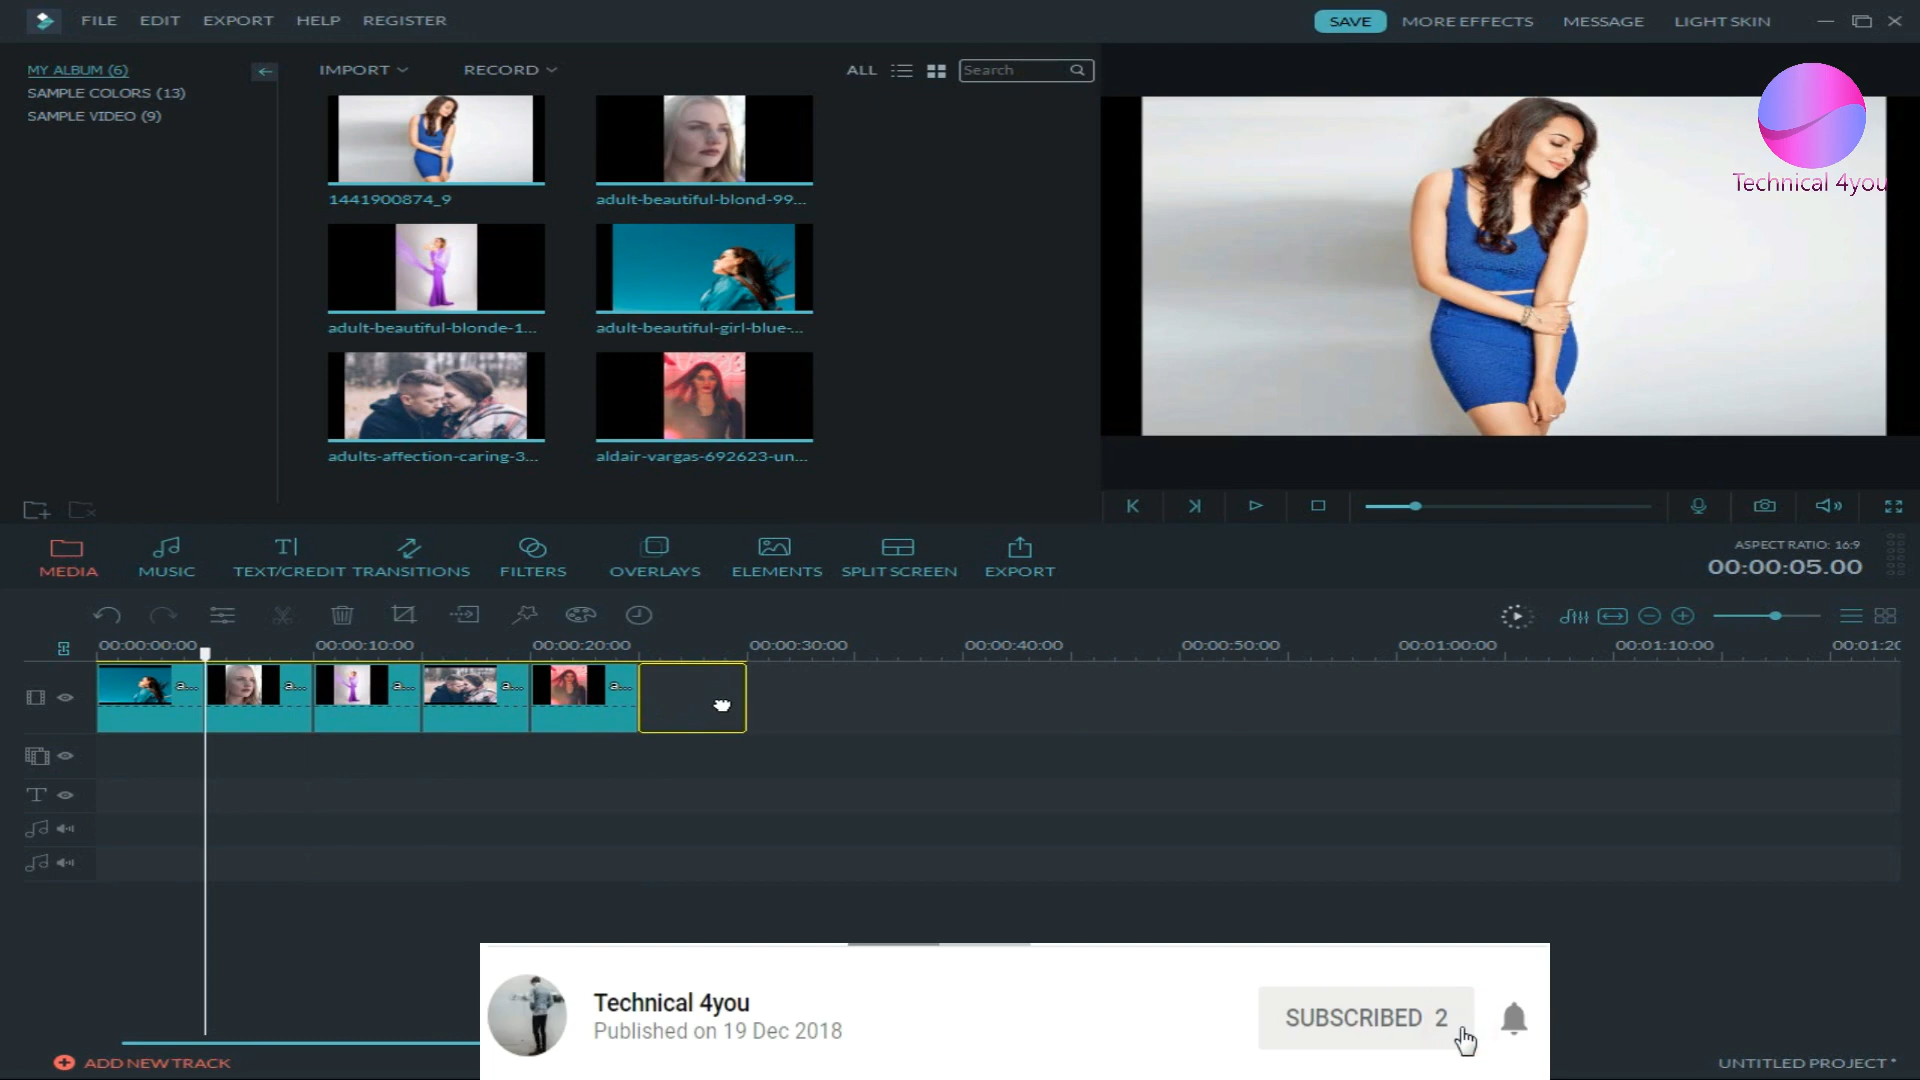 FILE EDIT EXPORT HELP REGISTER
SAVE MORE EFFECTS MESSAGE LIGHT SKIN
MY ALBUM (6)
SAMPLE COLORS (13)
SAMPLE VIDEO (9)
IMPORT RECORD ALL Search
1441900874_9
adult-beautiful-blond-99...
adult-beautiful-blonde-1...
adult-beautiful-girl-blue-...
adults-affection-caring-3...
aldair-vargas-692623-un...
Technical 4you
MEDIA MUSIC TEXT/CREDIT TRANSITIONS FILTERS OVERLAYS ELEMENTS SPLIT SCREEN EXPORT
ASPECT RATIO: 16:9
00:00:05.00
00:00:00:00 00:00:10:00 00:00:20:00 00:00:30:00 00:00:40:00 00:00:50:00 00:01:00:00 00:01:10:00 00:01:20
a... a... a... a... a...
Technical 4you
Published on 19 Dec 2018
SUBSCRIBED 2
ADD NEW TRACK
UNTITLED PROJECT *